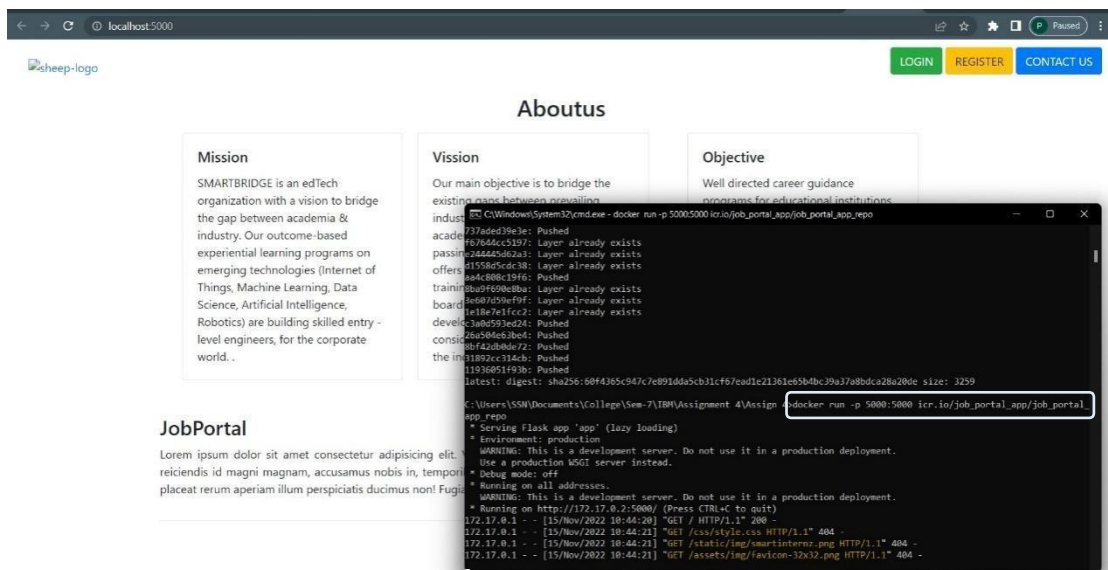 localhost:5000
P Paused
sheep-logo
LOGIN REGISTER CONTACT US
Aboutus
Mission
SMARTBRIDGE is an edTech
organization with a vision to bridge
the gap between academia &
industry. Our outcome-based
experiential learning programs on
emerging technologies (Internet of
Things, Machine Learning, Data
Science, Artificial Intelligence,
Robotics) are building skilled entry -
level engineers, for the corporate
world. .
Vission
Our main objective is to bridge the
existing gaps between prevailing
indust
acade
passin
offers
trainin
board
develo
consid
the in
Objective
Well directed career guidance
programs for educational institutions
JobPortal
Lorem ipsum dolor sit amet consectetur adipisicing elit.
reiciendis id magni magnam, accusamus nobis in, tempori
placeat rerum aperiam illum perspiciatis ducimus non! Fugia
C:\Windows\System32\cmd.exe - docker run -p 5000:5000 icr.io/job_portal_app/job_portal_app_repo
737aded39e3e: Pushed
f67644cc5197: Layer already exists
e244445d62a3: Layer already exists
d1558d5cdc38: Layer already exists
aa4c808c19f6: Pushed
8ba9f690e8ba: Layer already exists
3e607d59ef9f: Layer already exists
1e18e7e1fcc2: Layer already exists
c3a0d593ed24: Pushed
26a504e63be4: Pushed
8bf42db0de72: Pushed
31892cc314cb: Pushed
11936051f93b: Pushed
latest: digest: sha256:60f4365c947c7e891dda5cb31cf67ead1e21361e65b4bc39a37a8bdca28a20de size: 3259
C:\Users\SSN\Documents\College\Sem-7\IBM\Assignment 4\Assign 4>docker run -p 5000:5000 icr.io/job_portal_app/job_portal_
app_repo
* Serving Flask app 'app' (lazy loading)
* Environment: production
WARNING: This is a development server. Do not use it in a production deployment.
Use a production WSGI server instead.
* Debug mode: off
* Running on all addresses.
WARNING: This is a development server. Do not use it in a production deployment.
* Running on http://172.17.0.2:5000/ (Press CTRL+C to quit)
172.17.0.1 - - [15/Nov/2022 10:44:20] "GET / HTTP/1.1" 200 -
172.17.0.1 - - [15/Nov/2022 10:44:21] "GET /css/style.css HTTP/1.1" 404 -
172.17.0.1 - - [15/Nov/2022 10:44:21] "GET /static/img/smartinternz.png HTTP/1.1" 404 -
172.17.0.1 - - [15/Nov/2022 10:44:21] "GET /assets/img/favicon-32x32.png HTTP/1.1" 404 -